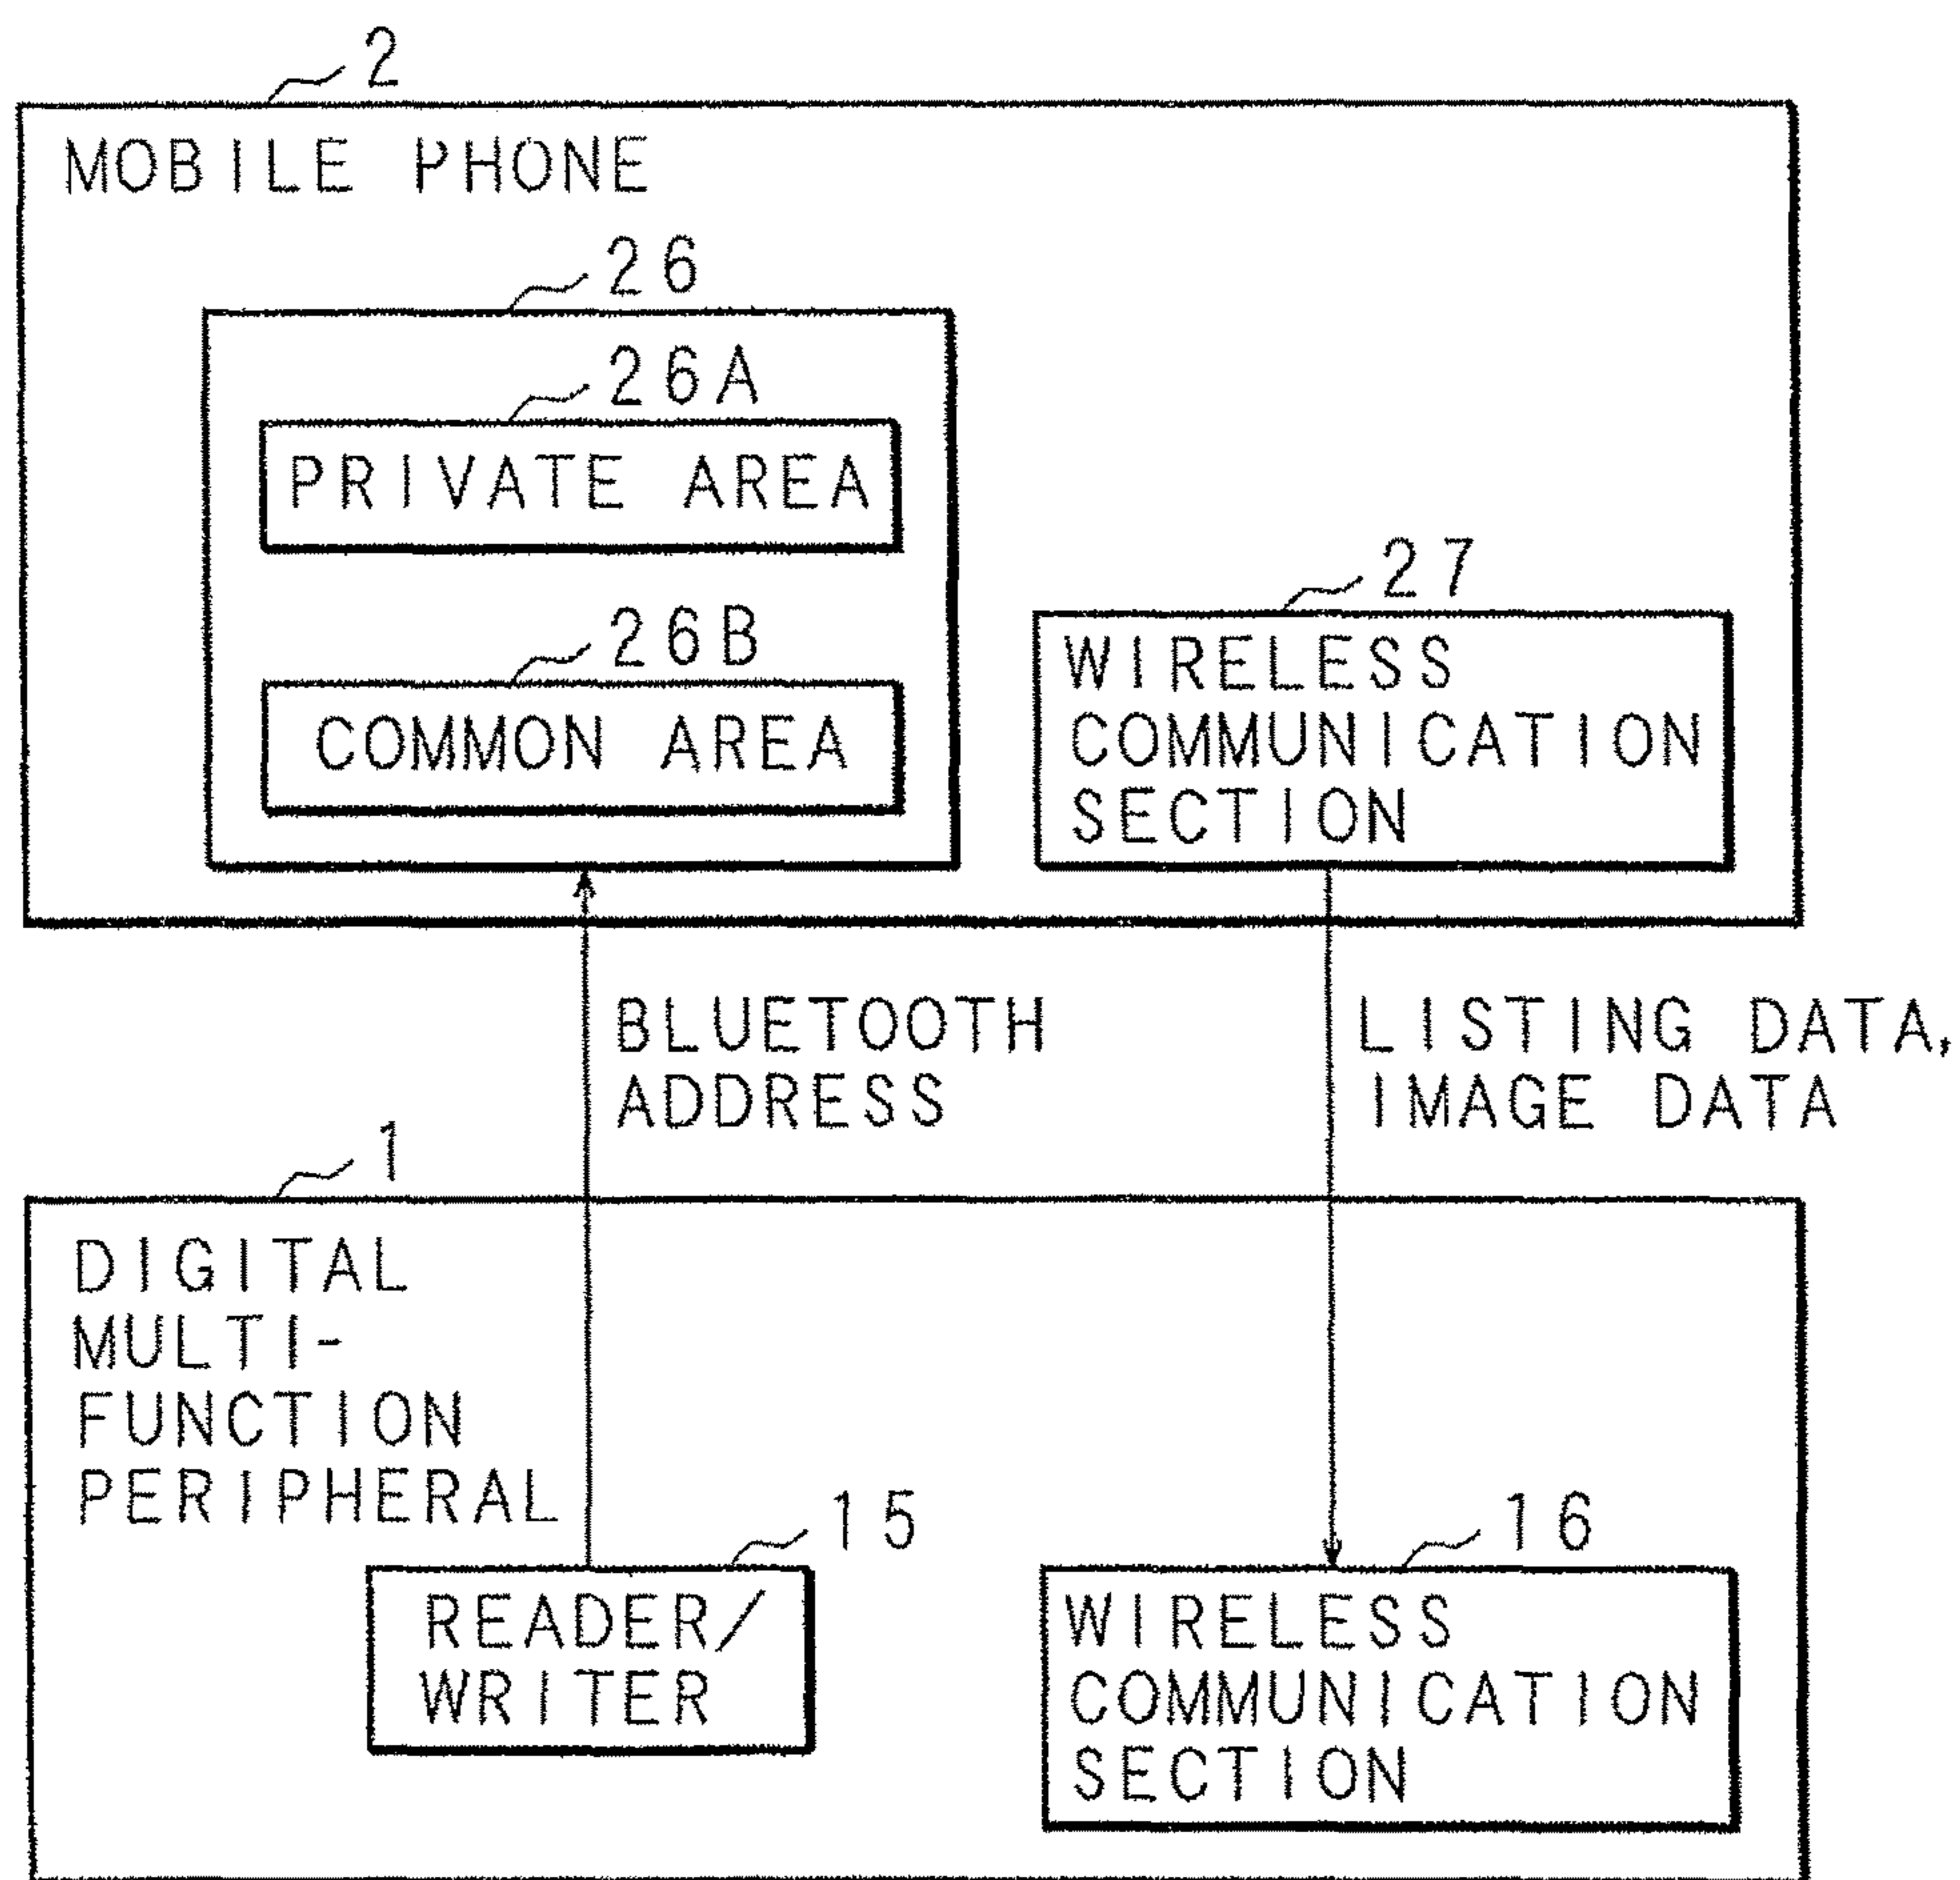 2
MOBILE PHONE
26
26A
PRIVATE AREA
26B
COMMON AREA
27
WIRELESS
COMMUNICATION
SECTION
BLUETOOTH
ADDRESS
LISTING DATA,
IMAGE DATA
1
DIGITAL
MULTI-
FUNCTION
PERIPHERAL
15
READER/
WRITER
16
WIRELESS
COMMUNICATION
SECTION